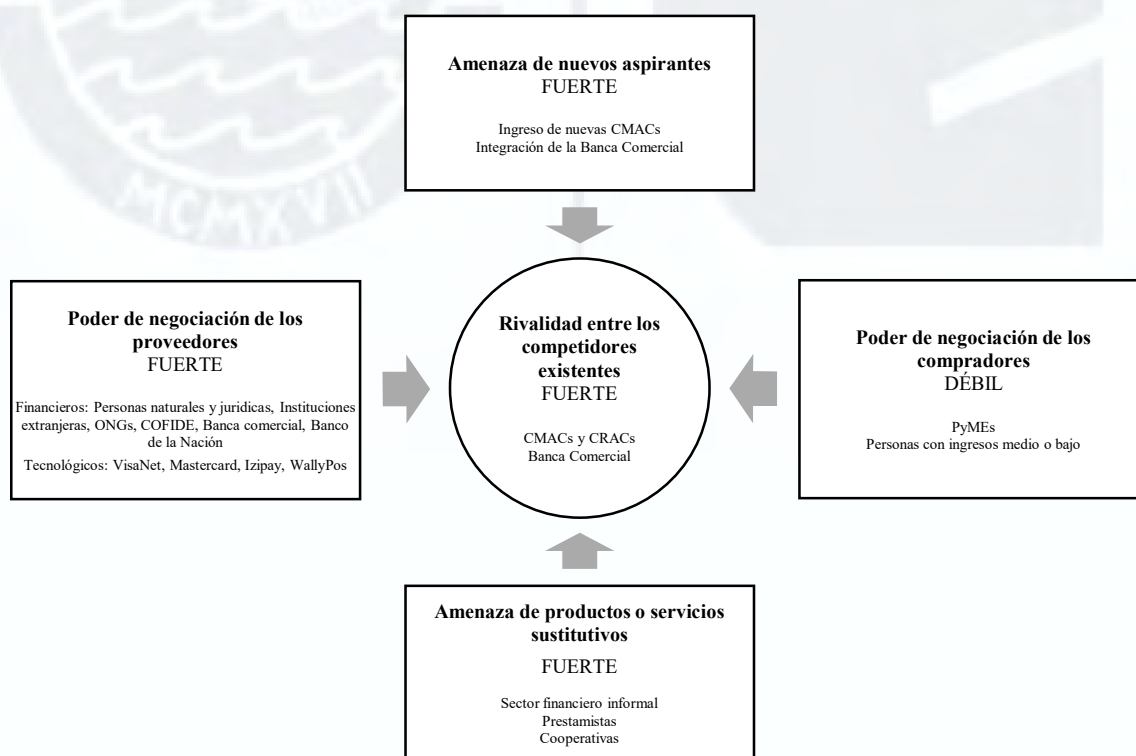 Amenaza de nuevos aspirantes
FUERTE
Ingreso de nuevas CMACs
Integración de la Banca Comercial
MCMXVII
Poder de negociación de los
proveedores
FUERTE
Financieros: Personas naturales y juridicas, Instituciones
extranjeras, ONGs, COFIDE, Banca comercial, Banco
de la Nación
Tecnológicos: VisaNet, Mastercard, Izipay, WallyPos
Rivalidad entre los
competidores
existentes
FUERTE
CMACs y CRACs
Banca Comercial
Poder de negociación de los
compradores
DÉBIL
PyMEs
Personas con ingresos medio o bajo
Amenaza de productos o servicios
sustitutivos
FUERTE
Sector financiero informal
Prestamistas
Cooperativas